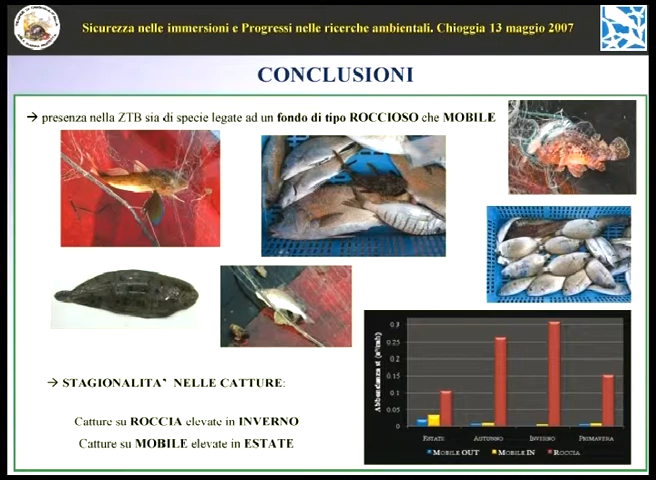 Sicurezza nelle immersioni e Progressi nelle ricerche ambientali. Chioggia 13 maggio 2007
CONCLUSIONI
→ presenza nella ZTB sia di specie legate ad un fondo di tipo ROCCIOSO che MOBILE
→ STAGIONALITA' NELLE CATTURE:
Catture su ROCCIA elevate in INVERNO
Catture su MOBILE elevate in ESTATE
0.3
0.25
0.2
0.15
0.1
0.05
0
ESTATE AUTUNNO INVERNO PRIMAVERA
MOBILE OUT MOBILE IN ROCCIA